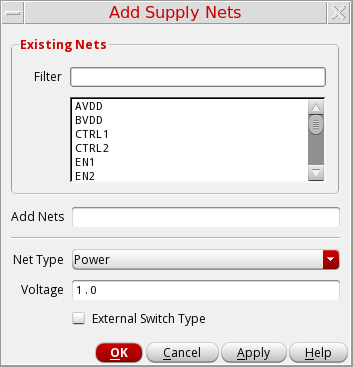 Add Supply Nets
Existing Nets
Filter
AVDD
BVDD
CTRL1
CTRL2
EN1
EN2
Add Nets
Net Type Power
Voltage 1.0
External Switch Type
OK Cancel Apply Help